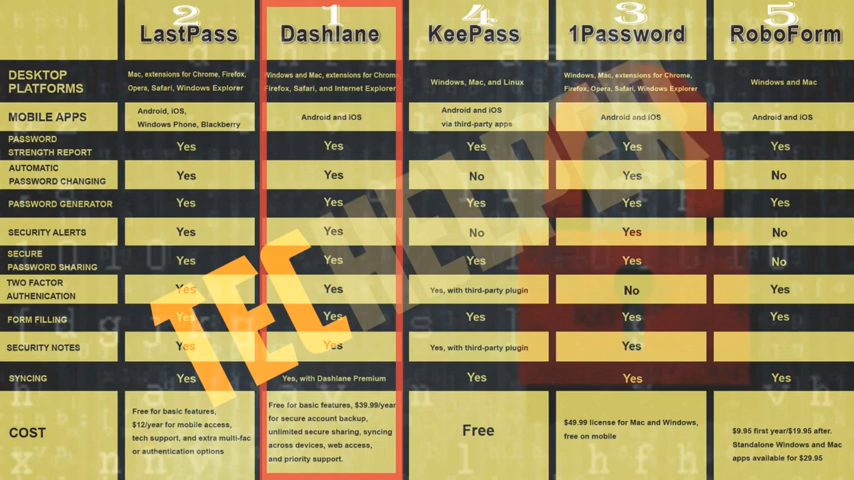 2 1 4 3 5
LastPass Dashlane KeePass 1Password RoboForm
DESKTOP
PLATFORMS
Mac, extensions for Chrome, Firefox,
Opera, Safari, Windows Explorer
Windows and Mac, extensions for Chrome,
Firefox, Safari, and Internet Explorer
Windows, Mac, and Linux
Windows, Mac, extensions for Chrome,
Firefox, Opera, Safari, Windows Explorer
Windows and Mac
MOBILE APPS
Android, iOS,
Windows Phone, Blackberry
Android and iOS
Android and iOS
via third-party apps
Android and iOS
Android and iOS
PASSWORD
STRENGTH REPORT
Yes Yes Yes Yes Yes
AUTOMATIC
PASSWORD CHANGING
Yes Yes No Yes No
PASSWORD GENERATOR
Yes Yes Yes Yes Yes
SECURITY ALERTS
Yes Yes No Yes No
SECURE
PASSWORD SHARING
Yes Yes Yes Yes No
TWO FACTOR
AUTHENICATION
Yes Yes Yes, with third-party plugin No Yes
FORM FILLING
Yes Yes Yes Yes Yes
SECURITY NOTES
Yes Yes Yes, with third-party plugin Yes Yes
SYNCING
Yes Yes, with Dashlane Premium Yes Yes Yes
COST
Free for basic features,
$12/year for mobile access,
tech support, and extra multi-fac
or authentication options
Free for basic features, $39.99/year
for secure account backup,
unlimited secure sharing, syncing
across devices, web access,
and priority support.
Free
$49.99 license for Mac and Windows,
free on mobile
$9.95 first year/$19.95 after.
Standalone Windows and Mac
apps available for $29.95
TECHELPER